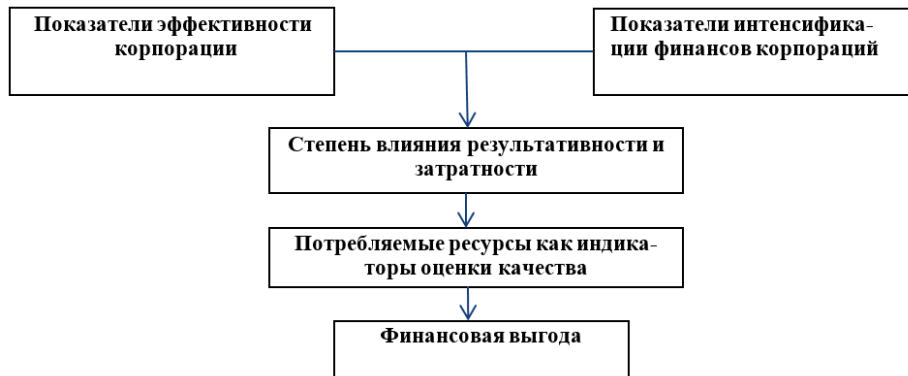 Показатели эффективности
корпорации
Показатели интенсифика-
ции финансов корпораций
Степень влияния результативности и
затратности
Потребляемые ресурсы как индика-
торы оценки качества
Финансовая выгода